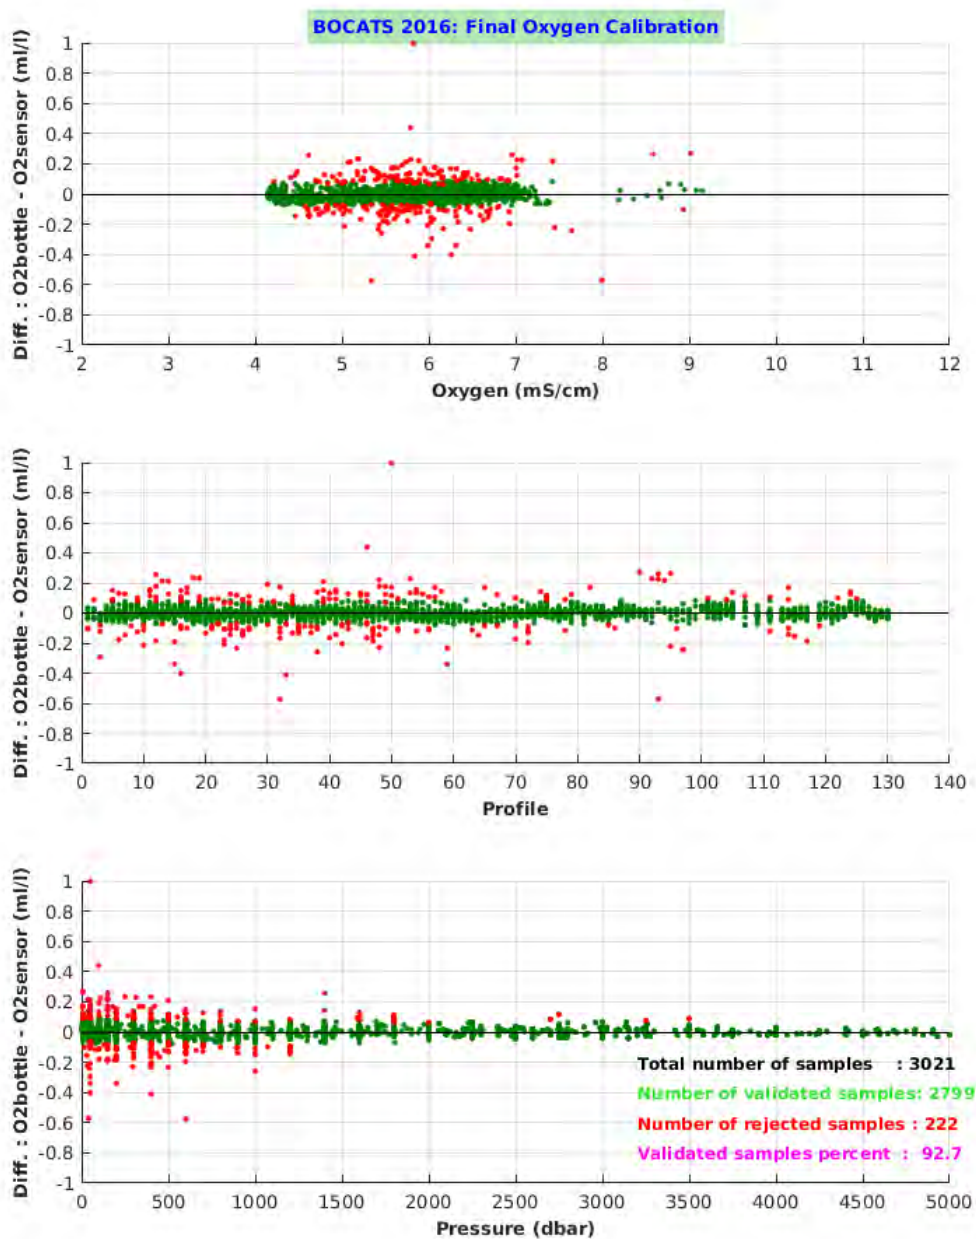 BOCATS 2016: Final Oxygen Calibration
Diff. : O2bottle - O2sensor (ml/l)
1
0.8
0.6
0.4
0.2
0
-0.2
-0.4
-0.6
-0.8
-1
2 3 4 5 6 7 8 9 10 11 12
Oxygen (mS/cm)
Diff. : O2bottle - O2sensor (ml/l)
1
0.8
0.6
0.4
0.2
0
-0.2
-0.4
-0.6
-0.8
-1
0 10 20 30 40 50 60 70 80 90 100 110 120 130 140
Profile
Diff. : O2bottle - O2sensor (ml/l)
1
0.8
0.6
0.4
0.2
0
-0.2
-0.4
-0.6
-0.8
-1
Total number of samples : 3021
Number of validated samples: 2799
Number of rejected samples : 222
Validated samples percent : 92.7
0 500 1000 1500 2000 2500 3000 3500 4000 4500 5000
Pressure (dbar)